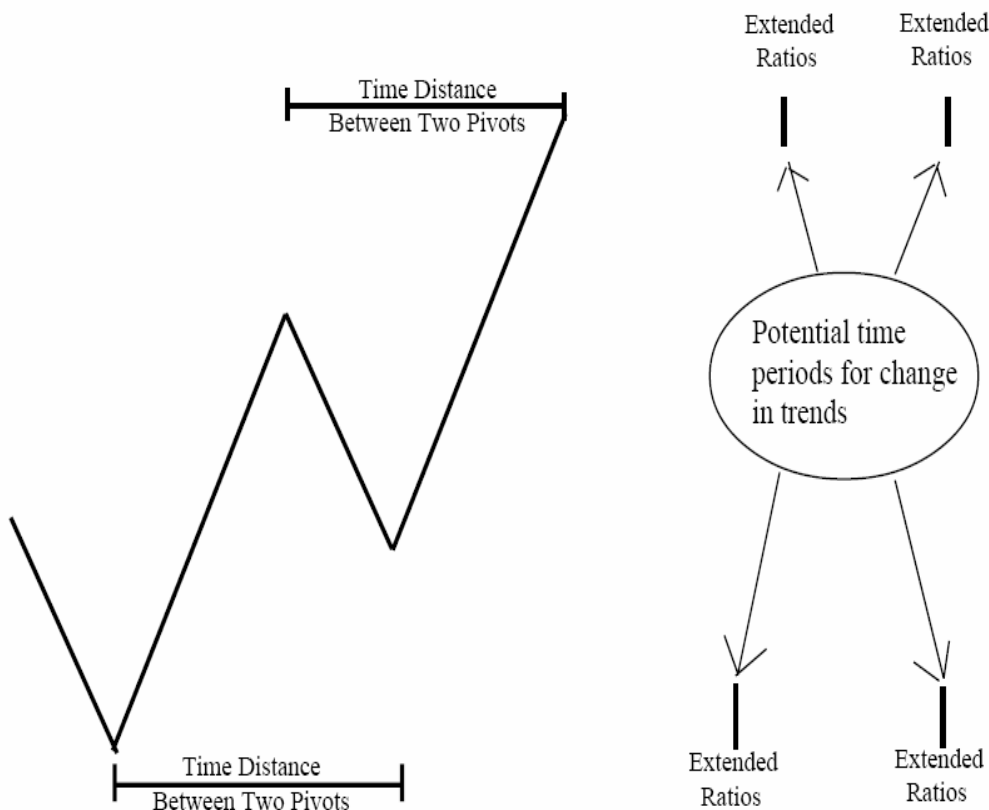 Extended
Ratios
Extended
Ratios
Time Distance
Between Two Pivots
Potential time
periods for change
in trends
Time Distance
Between Two Pivots
Extended
Ratios
Extended
Ratios